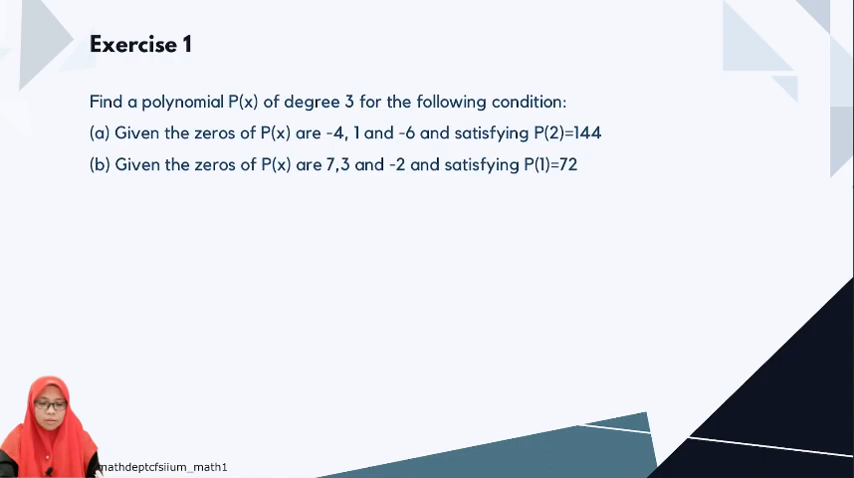 Exercise 1
Find a polynomial P(x) of degree 3 for the following condition:
(a) Given the zeros of P(x) are -4, 1 and -6 and satisfying P(2)=144
(b) Given the zeros of P(x) are 7,3 and -2 and satisfying P(1)=72
mathdeptcfsiium_math1